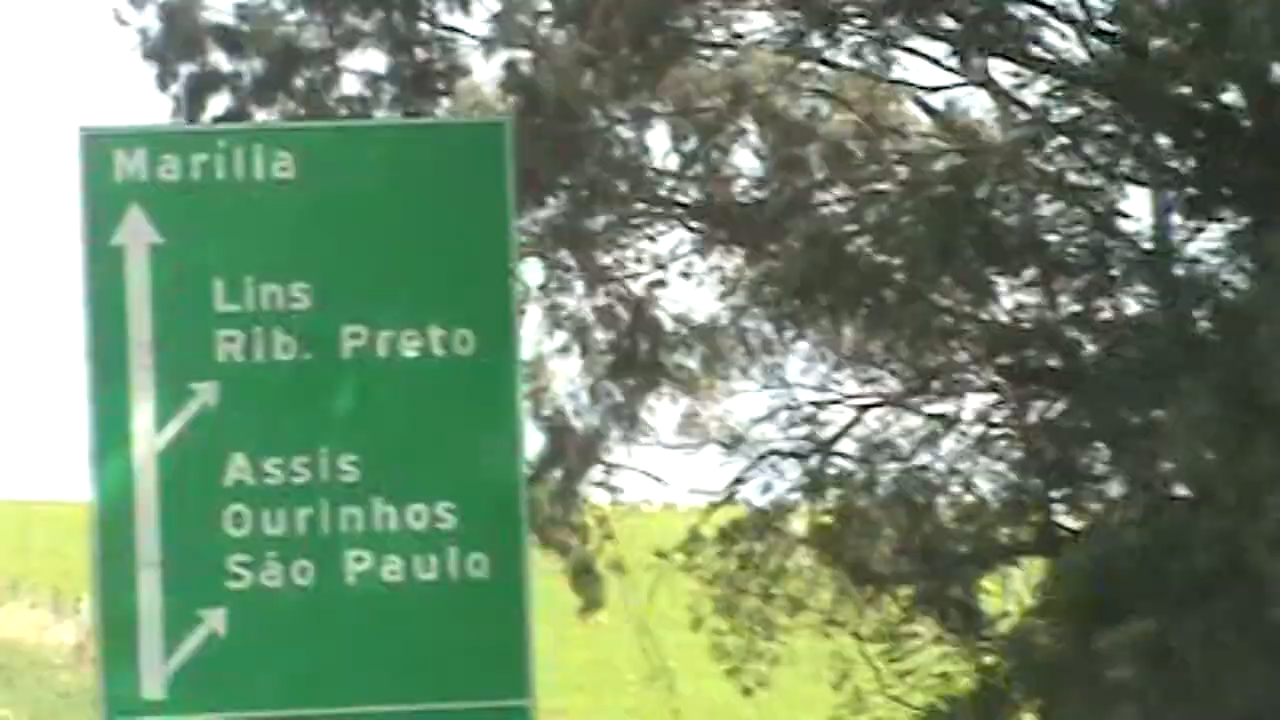 Marilia
Lins
Rib. Preto
Assis
Ourinhos
São Paulo